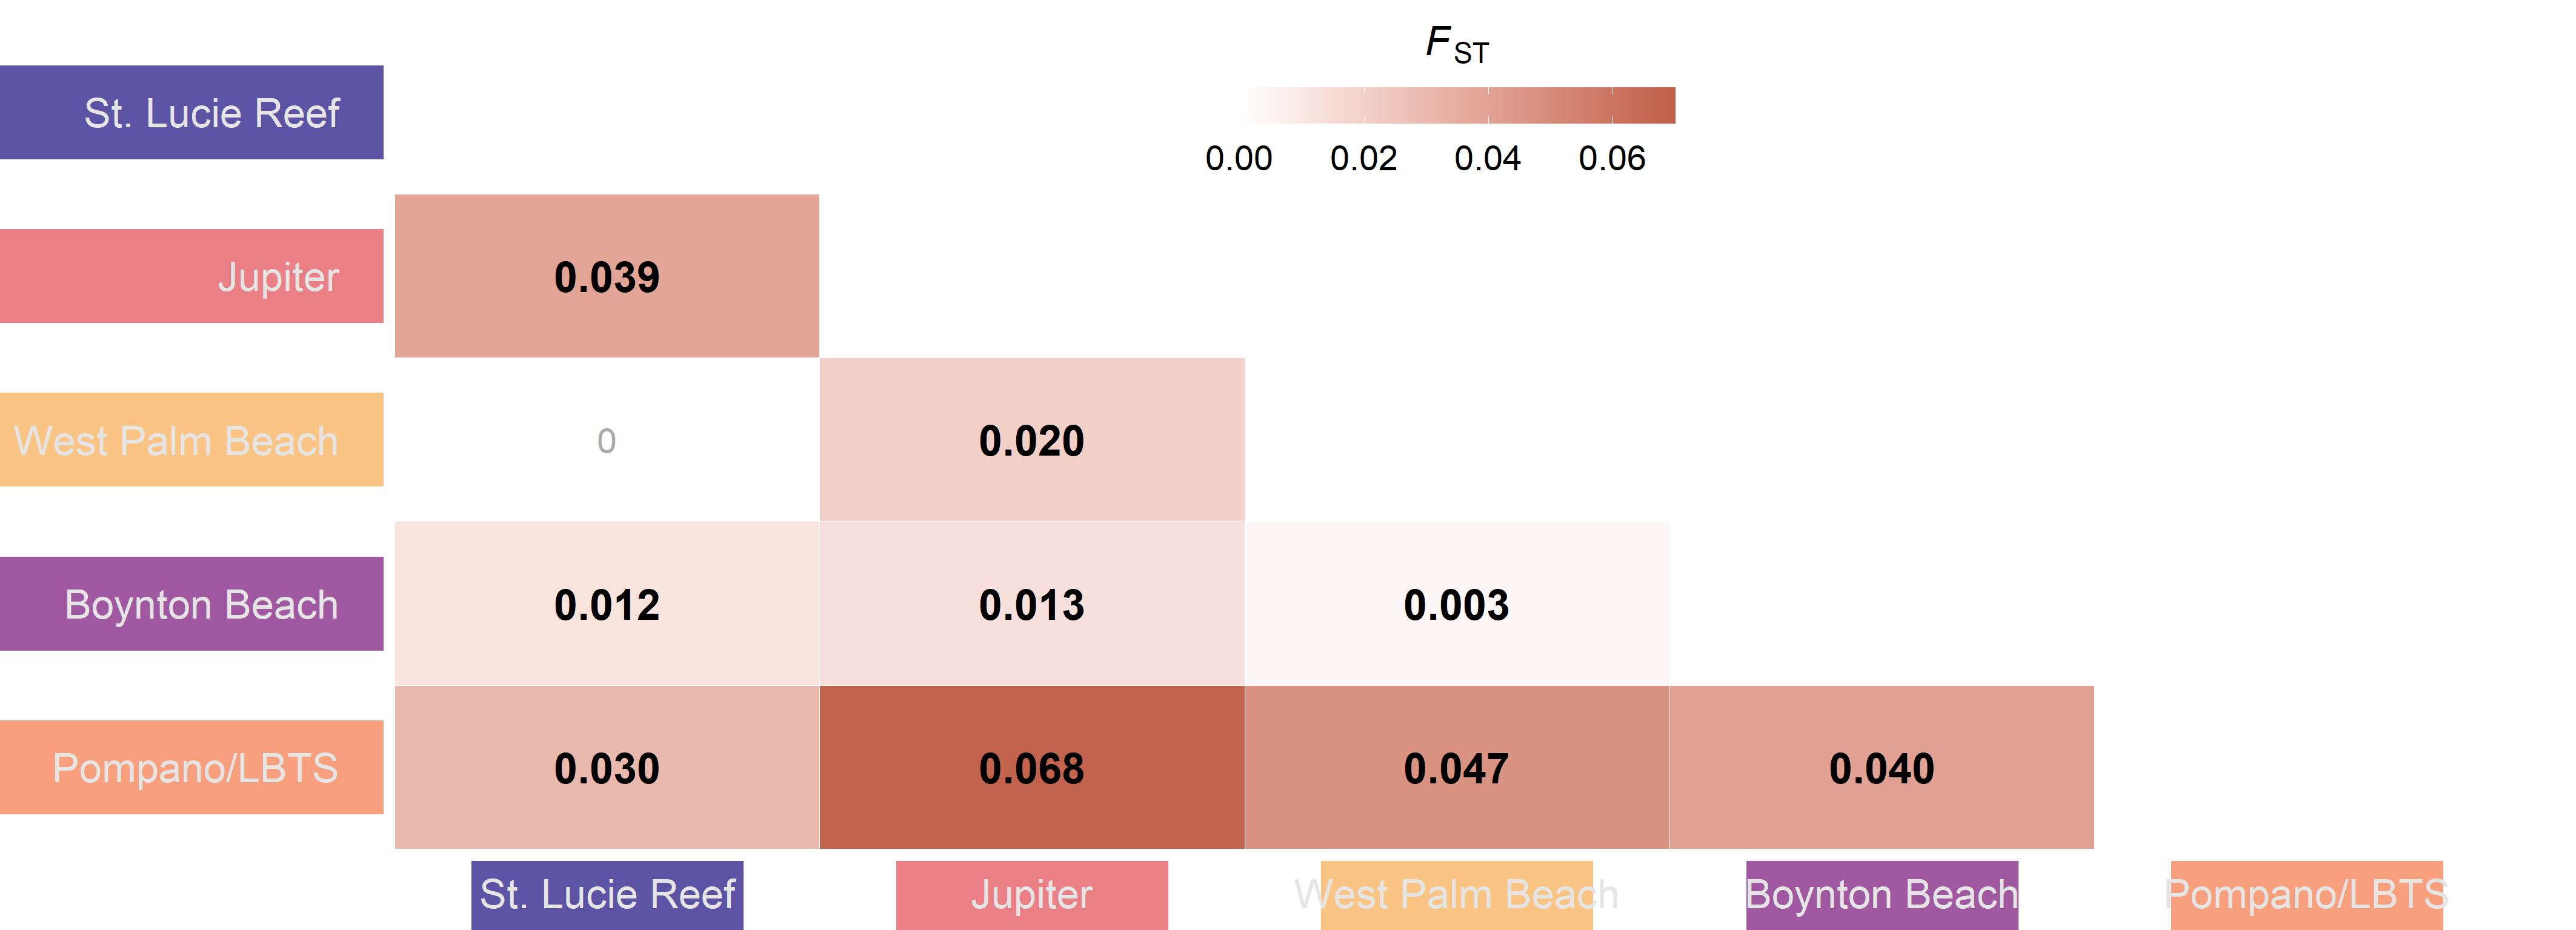 FST
0.00 0.02 0.04 0.06
St. Lucie Reef
Jupiter 0.039
West Palm Beach 0 0.020
Boynton Beach 0.012 0.013 0.003
Pompano/LBTS 0.030 0.068 0.047 0.040
St. Lucie Reef Jupiter West Palm Beach Boynton Beach Pompano/LBTS